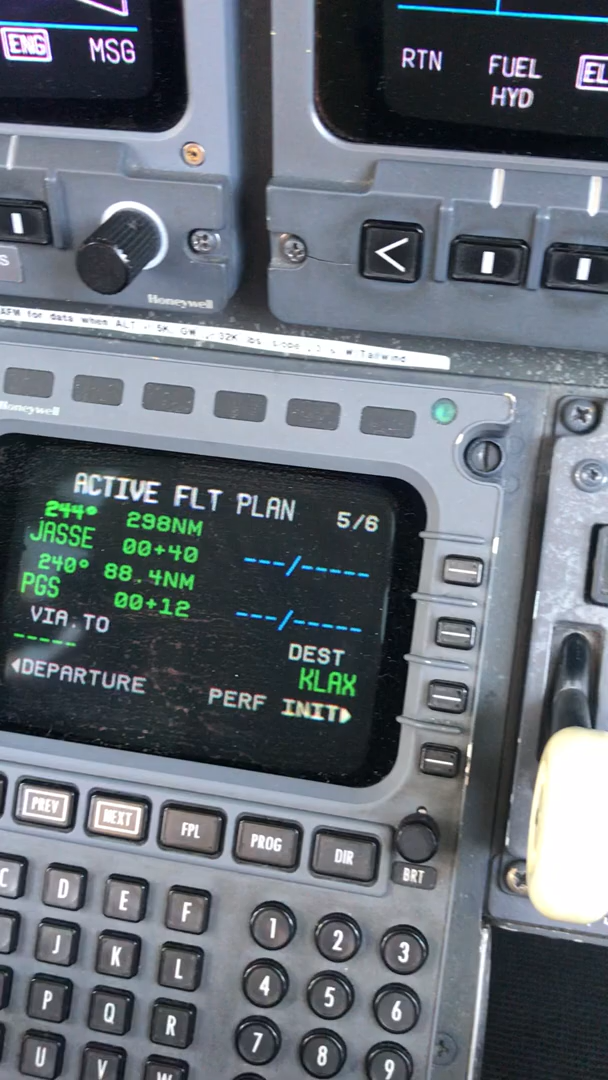 ENG MSG
RTN FUEL HYD
<
Honeywell
AFM for data when ALT
Honeywell
ACTIVE FLT PLAN 5/6
244° 298NM
JASSE 00+40 ---/-----
240° 88.4NM
PGS 00+12 ---/-----
VIA.TO DEST
----- KLAX
◀DEPARTURE PERF INIT▶
PREV NEXT FPL PROG DIR BRT
C D E F 1 2 3
J K L 4 5 6
P Q R 7 8 9
U V W